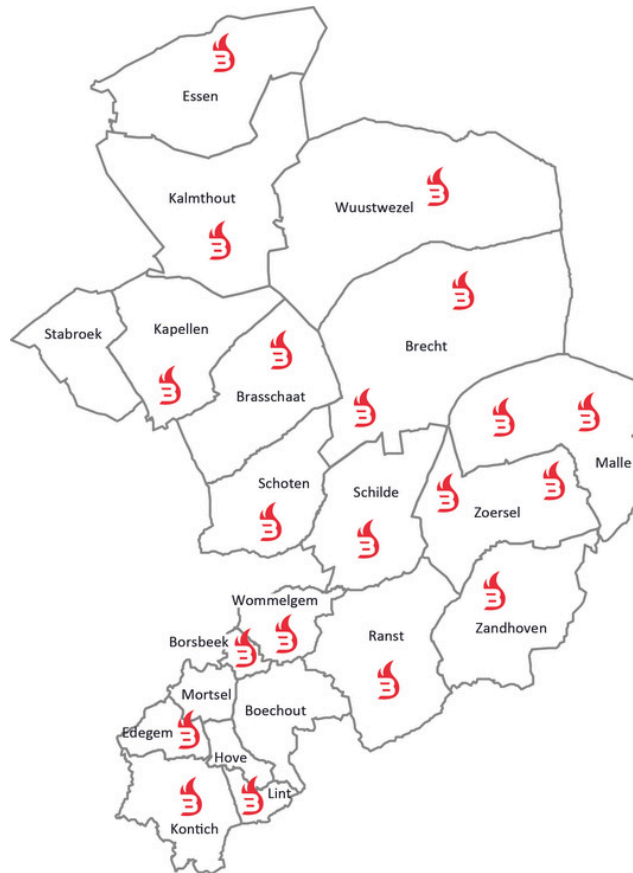 Essen
Kalmthout
Wuustwezel
Stabroek
Kapellen
Brecht
Brasschaat
Malle
Schoten
Schilde
Zoersel
Wommelgem
Zandhoven
Borsbeek
Ranst
Mortsel
Boechout
Edegem
Hove
Lint
Kontich